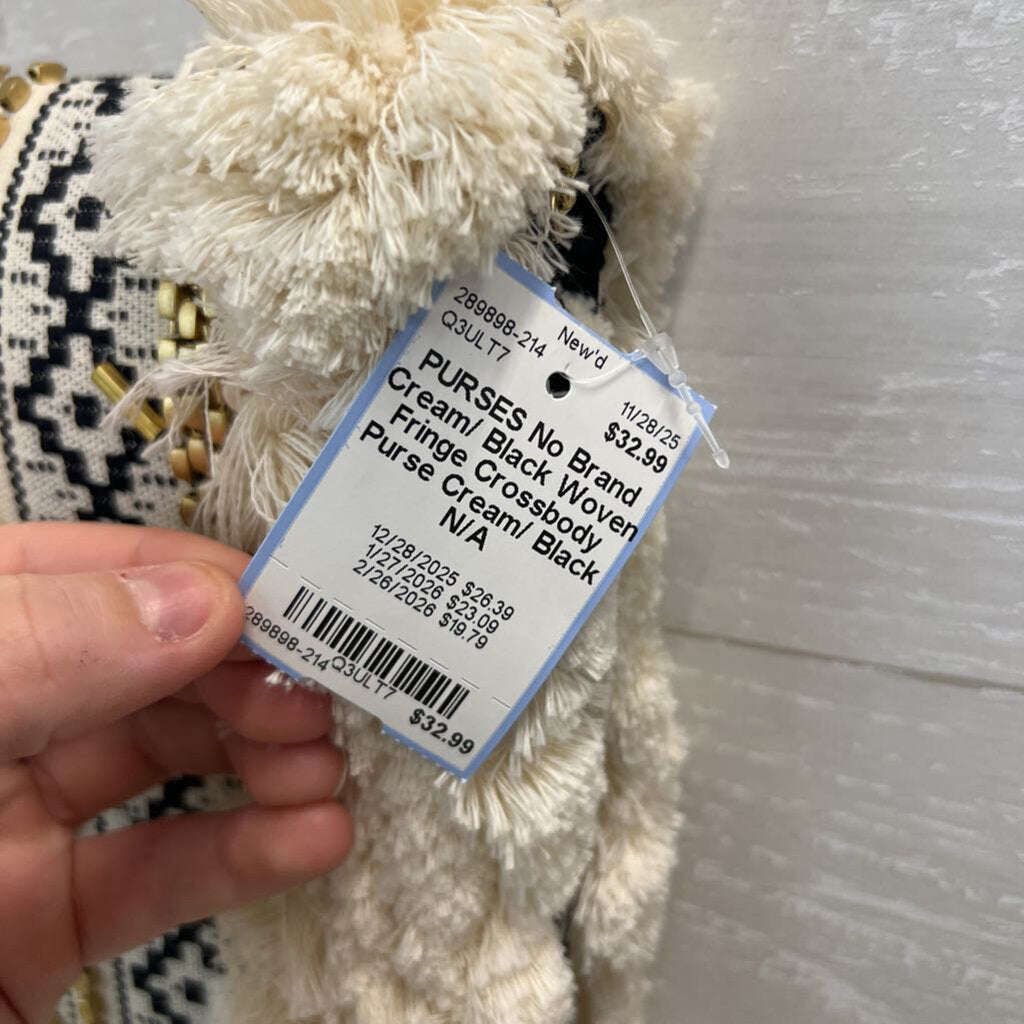 289898-214 New'd 11/28/25
Q3ULT7 $32.99
PURSES No Brand
Cream/ Black Woven
Fringe Crossbody
Purse Cream/ Black
N/A
12/28/2025 $26.39
1/27/2026 $23.09
2/26/2026 $19.79
289898-214 Q3ULT7 $32.99